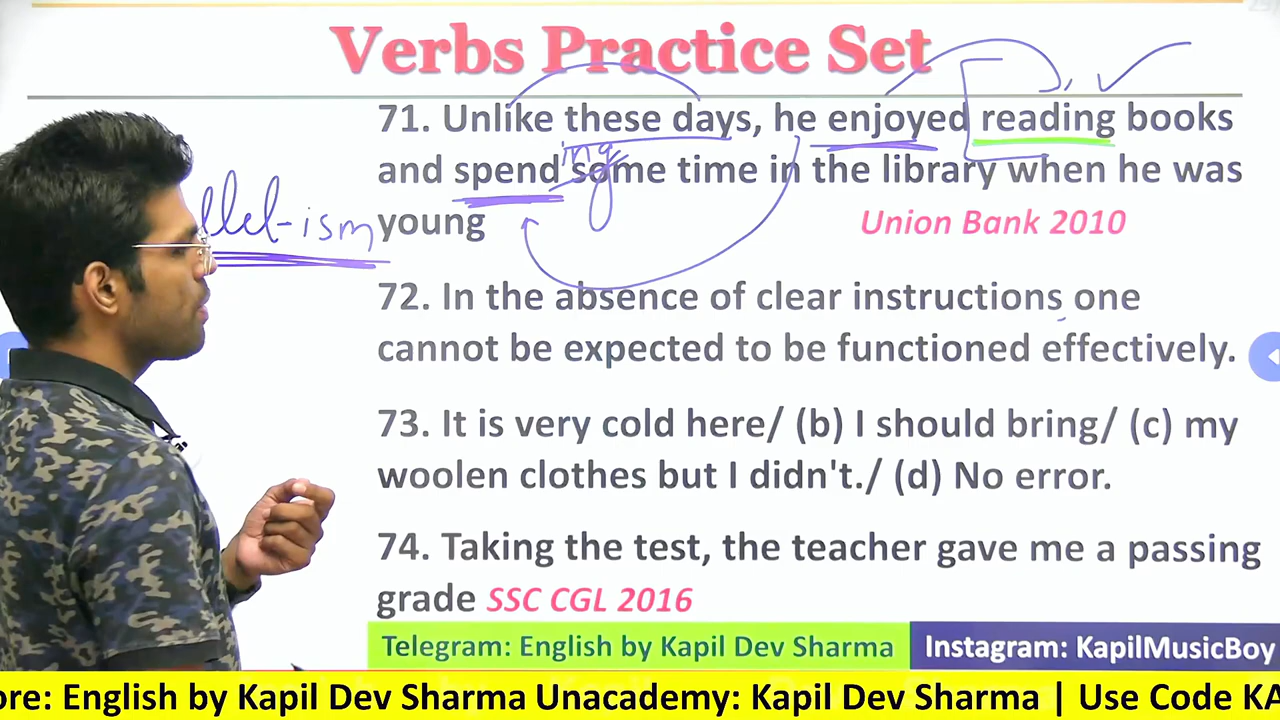 Verbs Practice Set
71. Unlike these days, he enjoyed reading books
and spend some time in the library when he was
ing
llel-ism
young
Union Bank 2010
72. In the absence of clear instructions one
cannot be expected to be functioned effectively.
73. It is very cold here/ (b) I should bring/ (c) my
woolen clothes but I didn't./ (d) No error.
74. Taking the test, the teacher gave me a passing
grade SSC CGL 2016
Telegram: English by Kapil Dev Sharma
Instagram: KapilMusicBoy
ore: English by Kapil Dev Sharma Unacademy: Kapil Dev Sharma | Use Code KA